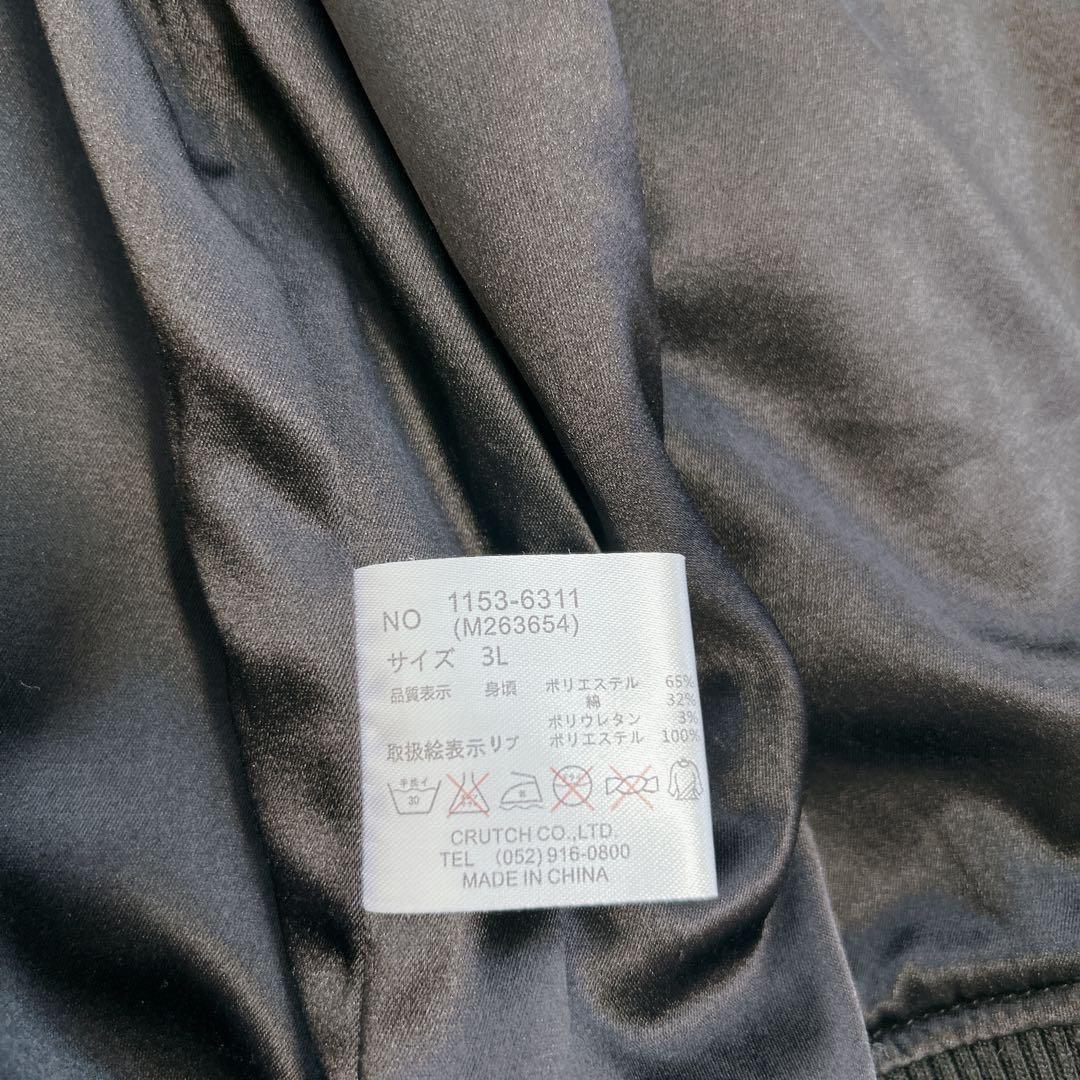 NO 1153-6311
(M263654)
サイズ 3L
品質表示 身頃 ポリエステル 65%
綿 32%
ポリウレタン 3%
取扱絵表示リブ ポリエステル 100%
30
CRUTCH CO.,LTD.
TEL (052) 916-0800
MADE IN CHINA